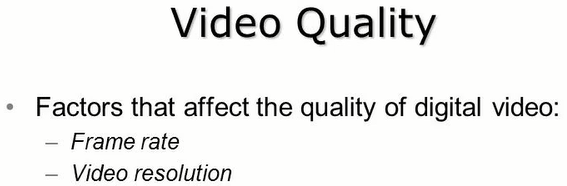 Video Quality
• Factors that affect the quality of digital video:
– Frame rate
– Video resolution